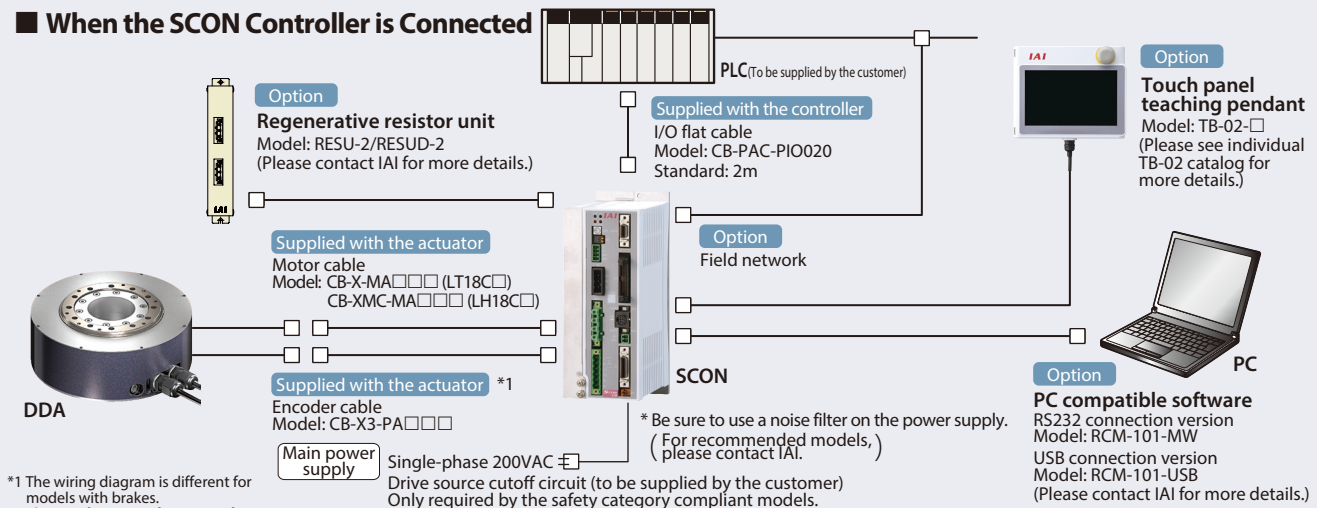 ■ When the SCON Controller is Connected
PLC (To be supplied by the customer)
Option
Regenerative resistor unit
Model: RESU-2/RESUD-2
(Please contact IAI for more details.)
IAI
Supplied with the controller
I/O flat cable
Model: CB-PAC-PIO020
Standard: 2m
IAI
Option
Touch panel
teaching pendant
Model: TB-02-□
(Please see individual
TB-02 catalog for
more details.)
Supplied with the actuator
Motor cable
Model: CB-X-MA□□□ (LT18C□)
CB-XMC-MA□□□ (LH18C□)
IAI
Option
Field network
DDA
Supplied with the actuator *1
Encoder cable
Model: CB-X3-PA□□□
SCON
PC
Option
PC compatible software
RS232 connection version
Model: RCM-101-MW
USB connection version
Model: RCM-101-USB
(Please contact IAI for more details.)
* Be sure to use a noise filter on the power supply.
(For recommended models,
please contact IAI.)
Main power
supply
Single-phase 200VAC
Drive source cutoff circuit (to be supplied by the customer)
Only required by the safety category compliant models.
*1 The wiring diagram is different for
models with brakes.